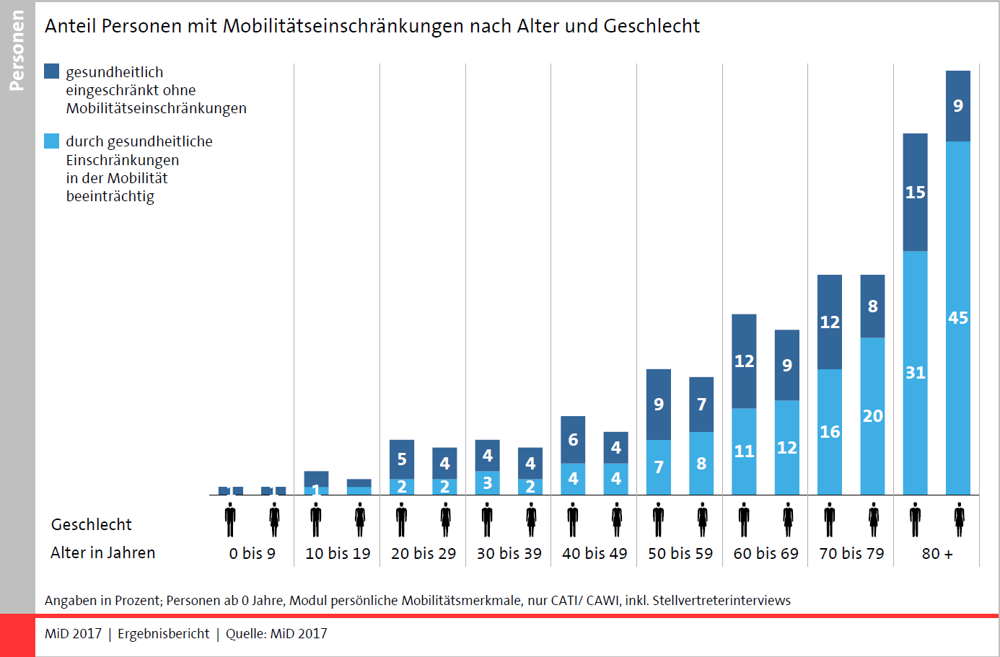 Personen
Anteil Personen mit Mobilitätseinschränkungen nach Alter und Geschlecht
gesundheitlich
eingeschränkt ohne
Mobilitätseinschränkungen
durch gesundheitliche
Einschränkungen
in der Mobilität
beeinträchtig
1 1 1
5 4 4 4 6 4 9 7 12 9 12 8 15 9
2 2 3 2 4 4 7 8 11 12 16 20 31 45
Geschlecht
Alter in Jahren 0 bis 9 10 bis 19 20 bis 29 30 bis 39 40 bis 49 50 bis 59 60 bis 69 70 bis 79 80 +
Angaben in Prozent; Personen ab 0 Jahre, Modul persönliche Mobilitätsmerkmale, nur CATI/ CAWI, inkl. Stellvertreterinterviews
MiD 2017 | Ergebnisbericht | Quelle: MiD 2017